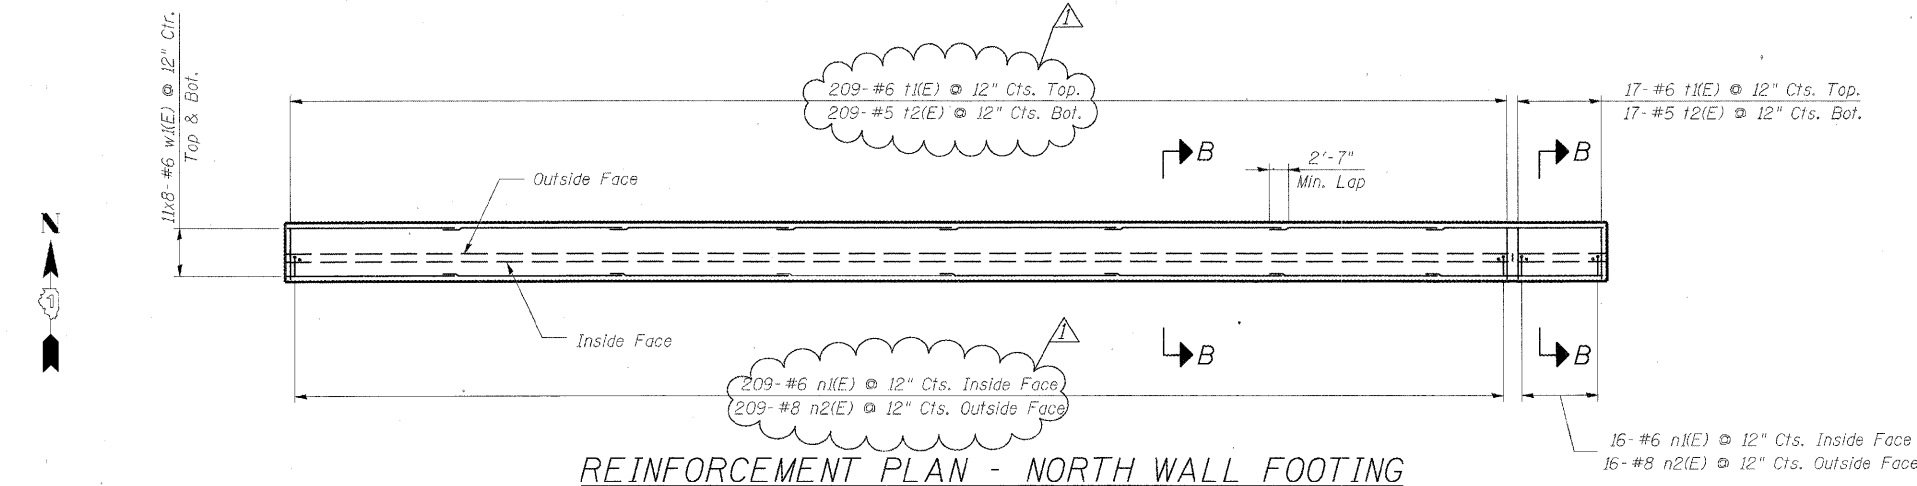 11x8-#6 w1(E) @ 12" Ctr.
Top & Bot.
1
209-#6 t1(E) @ 12" Cts. Top.
209-#5 t2(E) @ 12" Cts. Bot.
17-#6 t1(E) @ 12" Cts. Top.
17-#5 t2(E) @ 12" Cts. Bot.
B
B
2'-7"
Min. Lap
Outside Face
N
1
Inside Face
1
B
B
209-#6 n1(E) @ 12" Cts. Inside Face
209-#8 n2(E) @ 12" Cts. Outside Face
16-#6 n1(E) @ 12" Cts. Inside Face
16-#8 n2(E) @ 12" Cts. Outside Face
REINFORCEMENT PLAN - NORTH WALL FOOTING